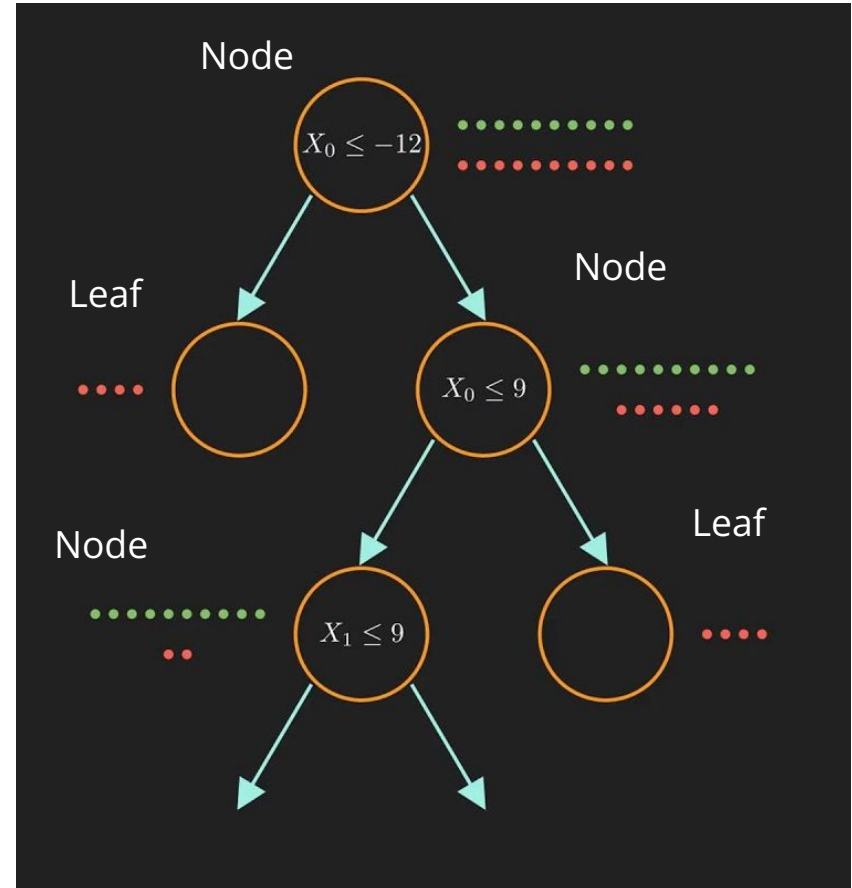 Node
X₀ ≤ −12
Node
Leaf
X₀ ≤ 9
Leaf
Node
X₁ ≤ 9